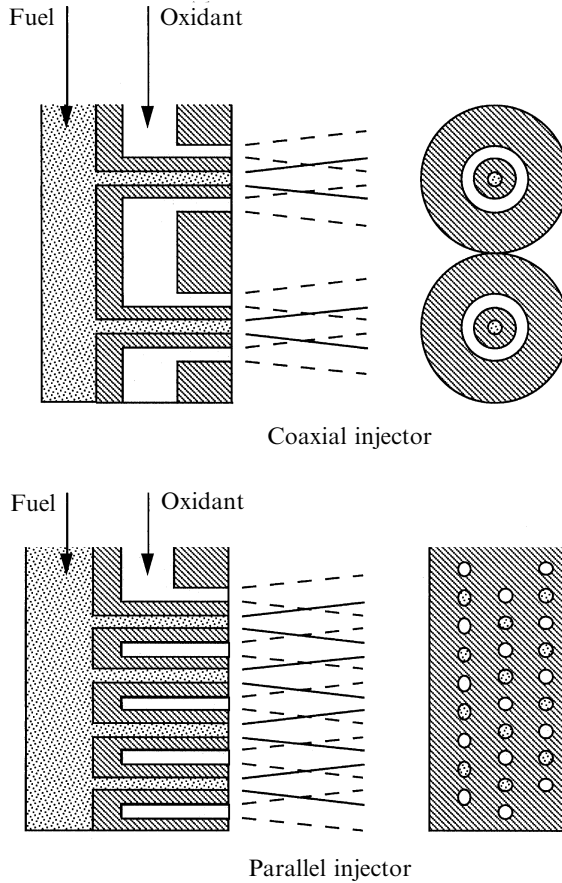 Fuel
Oxidant
Coaxial injector
Fuel
Oxidant
Parallel injector